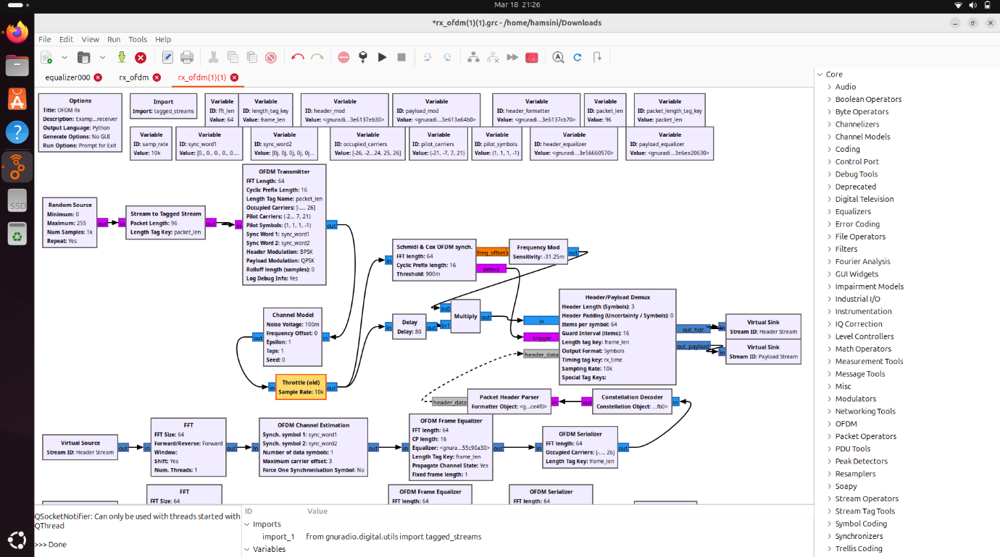 Mar 18 21:26
*rx_ofdm(1)(1).grc - /home/hamsini/Downloads
File Edit View Run Tools Help
equalizer000
rx_ofdm
rx_ofdm(1)(1)
Options
Title: OFDM Rx
Description: Examp...receiver
Output Language: Python
Generate Options: No GUI
Run Options: Prompt for Exit
Import
Import: tagged_streams
Variable
ID: fft_len
Value: 64
Variable
ID: length_tag_key
Value: frame_len
Variable
ID: header_mod
Value: <gnuradi...3e6137eb30>
Variable
ID: payload_mod
Value: <gnuradi...3e613a64b0>
Variable
ID: header_formatter
Value: <gnuradi...3e6137cb70>
Variable
ID: packet_len
Value: 96
Variable
ID: packet_length_tag_key
Value: packet_len
Variable
ID: samp_rate
Value: 10k
Variable
ID: sync_word1
Value: [0., 0., 0., 0., 0....
Variable
ID: sync_word2
Value: [0j, 0j, 0j, 0j, 0j...
Variable
ID: occupied_carriers
Value: [-26, -2...24, 25, 26]
Variable
ID: pilot_carriers
Value: (-21, -7, 7, 21)
Variable
ID: pilot_symbols
Value: (1, 1, 1, -1)
Variable
ID: header_equalizer
Value: <gnuradi...3e56660570>
Variable
ID: payload_equalizer
Value: <gnuradi...3e6ea20630>
Random Source
Minimum: 0
Maximum: 255
Num Samples: 1k
Repeat: Yes
out
in
Stream to Tagged Stream
Packet Length: 96
Length Tag Key: packet_len
out
in
OFDM Transmitter
FFT Length: 64
Cyclic Prefix Length: 16
Length Tag Name: packet_len
Occupied Carriers: [-.... 26]
Pilot Carriers: (-2... 7, 21)
Pilot Symbols: (1, 1, 1, -1)
Sync Word 1: sync_word1
Sync Word 2: sync_word2
Header Modulation: BPSK
Payload Modulation: QPSK
Rolloff length (samples): 0
Log Debug Info: Yes
out
Channel Model
Noise Voltage: 100m
Frequency Offset: 0
Epsilon: 1
Taps: 1
Seed: 0
out
in
in
Throttle (old)
Sample Rate: 10k
out
in
Schmidl & Cox OFDM synch.
FFT length: 64
Cyclic Prefix length: 16
Threshold: 900m
freq_offset
detect
in
Frequency Mod
Sensitivity: -31.25m
out
in
Delay
Delay: 80
out
in0
in1
Multiply
out
in
trigger
header_data
Header/Payload Demux
Header Length (Symbols): 3
Header Padding (Uncertainty / Symbols): 0
Items per symbol: 64
Guard Interval (items): 16
Length tag key: frame_len
Output Format: Symbols
Timing tag key: rx_time
Sampling Rate: 10k
Special Tag Keys:
out_hdr
out_payload
in
Virtual Sink
Stream ID: Header Stream
in
Virtual Sink
Stream ID: Payload Stream
header_data
Packet Header Parser
Formatter Object: <g...ce4f0>
in
out
Constellation Decoder
Constellation Object: ...fb0>
in
Virtual Source
Stream ID: Header Stream
out
in
FFT
FFT Size: 64
Forward/Reverse: Forward
Window:
Shift: Yes
Num. Threads: 1
out
in
OFDM Channel Estimation
Synch. symbol 1: sync_word1
Synch. symbol 2: sync_word2
Number of data symbols: 1
Maximum carrier offset: 3
Force One Synchronisation Symbol: No
out
in
OFDM Frame Equalizer
FFT length: 64
CP length: 16
Equalizer: <gnura...55c90a30>
Length Tag Key: frame_len
Propagate Channel State: Yes
Fixed frame length: 1
out
in
OFDM Serializer
FFT length: 64
Occupied Carriers: [-.... 26]
Length Tag Key: frame_len
out
FFT
FFT Size: 64
OFDM Frame Equalizer
FFT length: 64
OFDM Serializer
FFT length: 64
QSocketNotifier: Can only be used with threads started with
QThread
>>> Done
ID Value
Imports
import_1 from gnuradio.digital.utils import tagged_streams
Variables
Core
Audio
Boolean Operators
Byte Operators
Channelizers
Channel Models
Coding
Control Port
Debug Tools
Deprecated
Digital Television
Equalizers
Error Coding
File Operators
Filters
Fourier Analysis
GUI Widgets
Impairment Models
Industrial I/O
Instrumentation
IQ Correction
Level Controllers
Math Operators
Measurement Tools
Message Tools
Misc
Modulators
Networking Tools
OFDM
Packet Operators
PDU Tools
Peak Detectors
Resamplers
Soapy
Stream Operators
Stream Tag Tools
Symbol Coding
Synchronizers
Trellis Coding
SSD